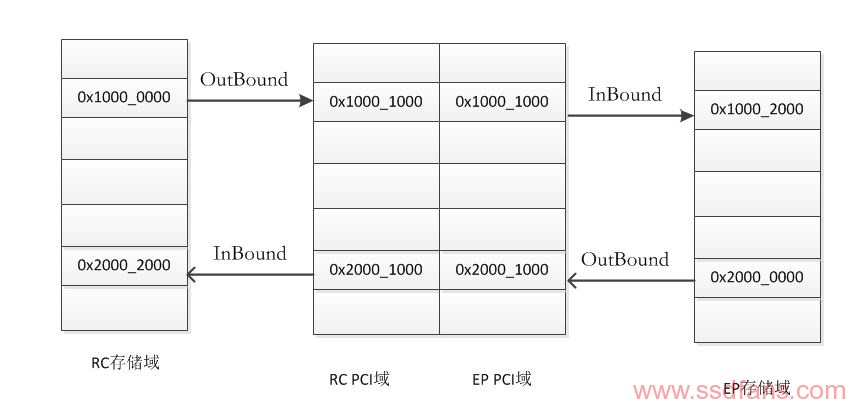 OutBound
InBound
0x1000_0000
0x1000_1000
0x1000_1000
0x1000_2000
InBound
OutBound
0x2000_2000
0x2000_1000
0x2000_1000
0x2000_0000
RC存储域
RC PCI域
EP PCI域
EP存储域
www.ssdfans.com